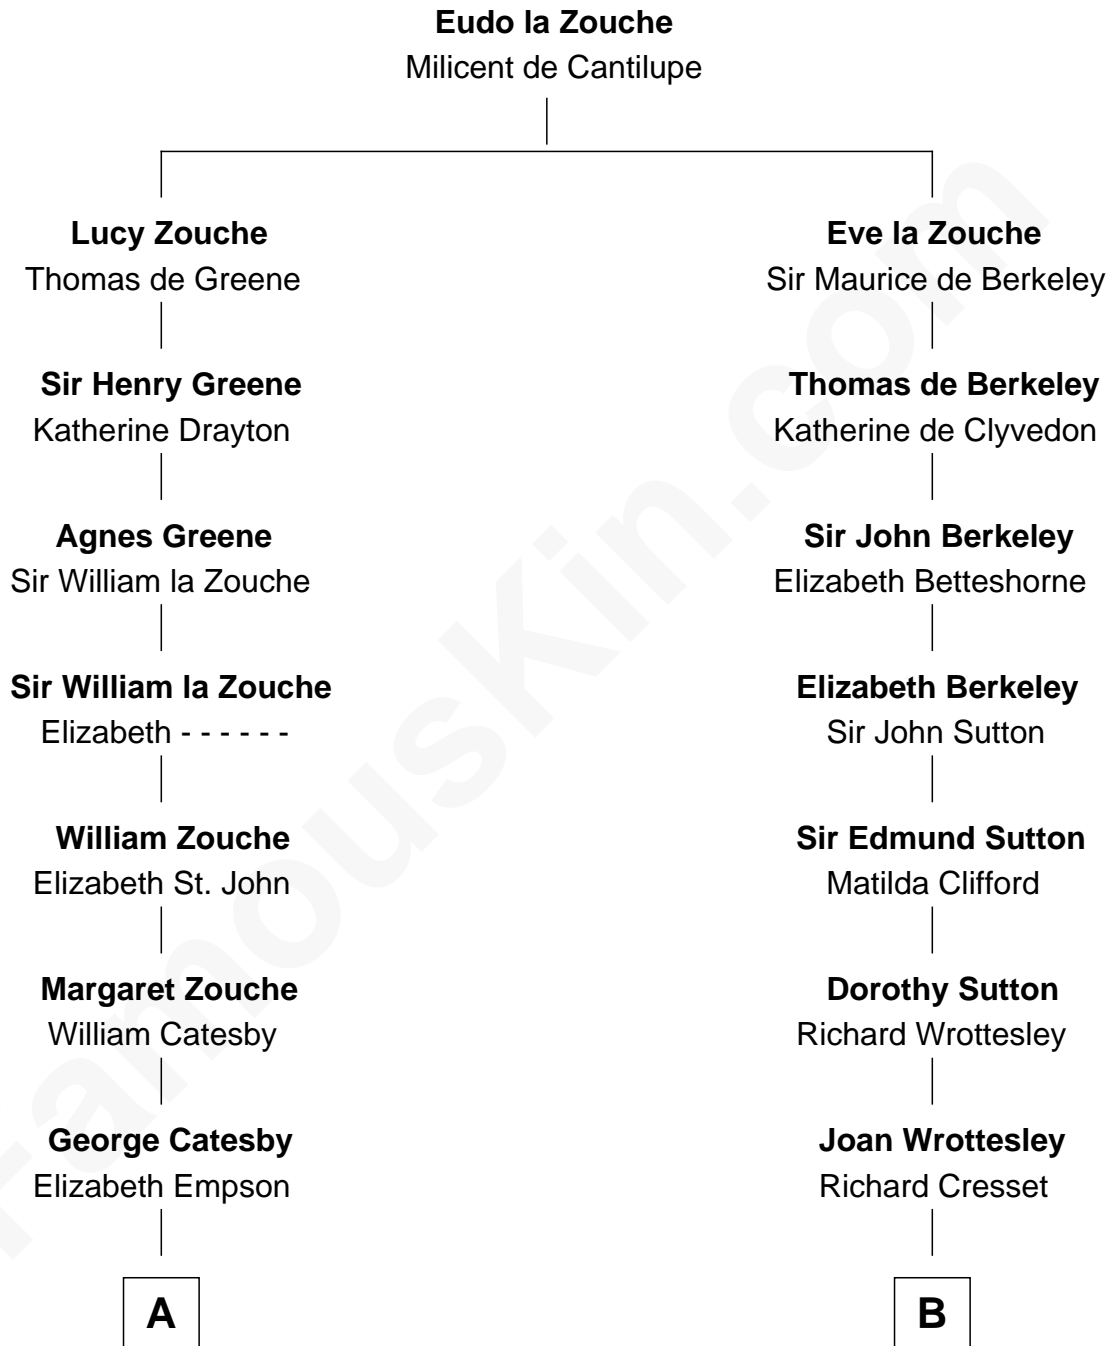 Eudo la Zouche
Milicent de Cantilupe
Lucy Zouche
Thomas de Greene
Eve la Zouche
Sir Maurice de Berkeley
Sir Henry Greene
Katherine Drayton
Thomas de Berkeley
Katherine de Clyvedon
Agnes Greene
Sir William la Zouche
Sir John Berkeley
Elizabeth Betteshorne
Sir William la Zouche
Elizabeth - - - - - -
Elizabeth Berkeley
Sir John Sutton
William Zouche
Elizabeth St. John
Sir Edmund Sutton
Matilda Clifford
Margaret Zouche
William Catesby
Dorothy Sutton
Richard Wrottesley
George Catesby
Elizabeth Empson
Joan Wrottesley
Richard Cresset
A
B
FamousKin.com